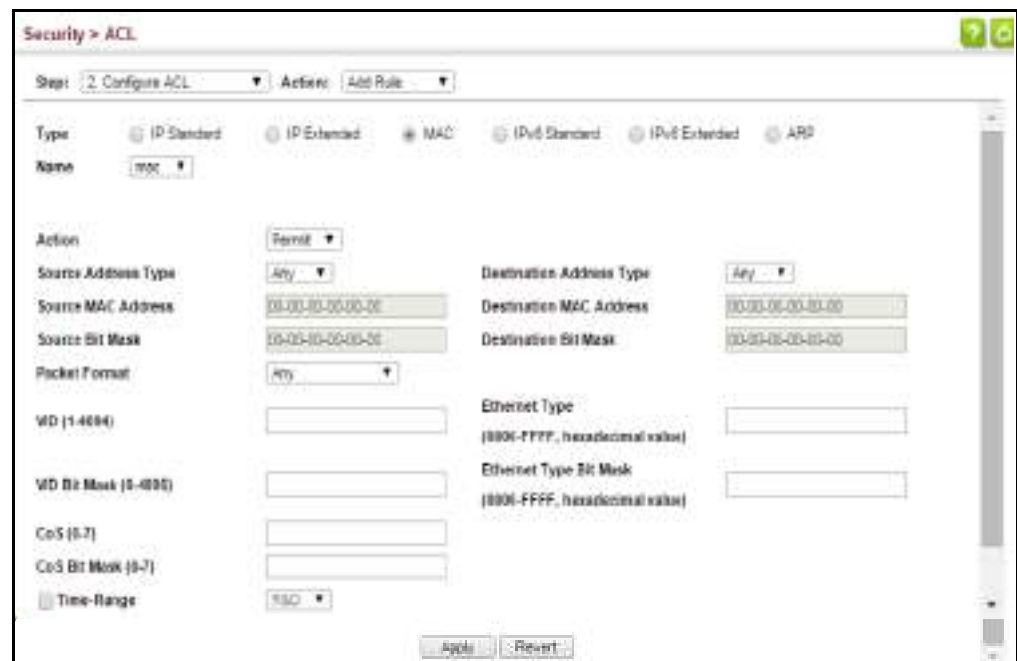 Security > ACL
Step: 2. Configure ACL Action: Add Rule
Type IP Standard IP Extended MAC IPv6 Standard IPv6 Extended ARP
Name mac
Action Permit
Source Address Type Any Destination Address Type Any
Source MAC Address 00-00-00-00-00-00 Destination MAC Address 00-00-00-00-00-00
Source Bit Mask 00-00-00-00-00-00 Destination Bit Mask 00-00-00-00-00-00
Packet Format Any
VID (1-4094) Ethernet Type
(0000-FFFF, hexadecimal value)
VID Bit Mask (0-4095) Ethernet Type Bit Mask
(0000-FFFF, hexadecimal value)
CoS (0-7)
CoS Bit Mask (0-7)
Time-Range R&D
Apply Revert